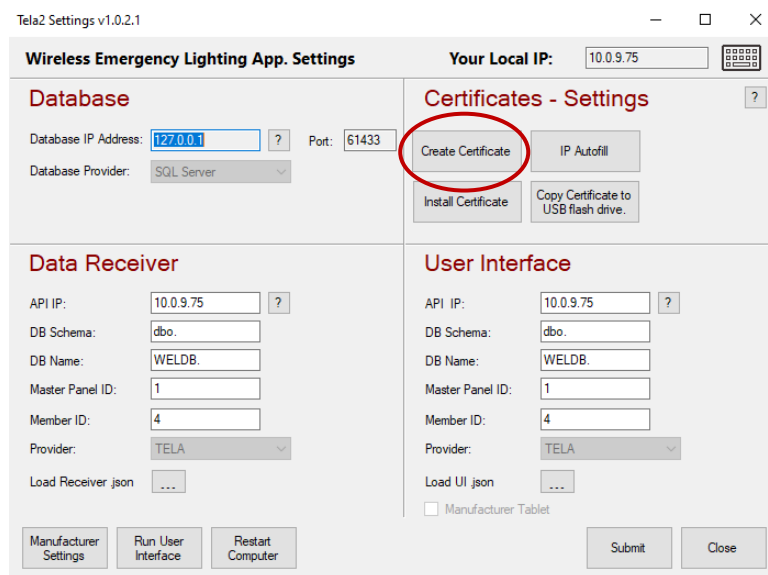 Tela2 Settings v1.0.2.1
Wireless Emergency Lighting App. Settings
Your Local IP: 10.0.9.75
Database
Database IP Address: 127.0.0.1 ? Port: 61433
Database Provider: SQL Server
Certificates - Settings ?
Create Certificate IP Autofill
Install Certificate Copy Certificate to
USB flash drive.
Data Receiver
API IP: 10.0.9.75 ?
DB Schema: dbo.
DB Name: WELDB.
Master Panel ID: 1
Member ID: 4
Provider: TELA
Load Receiver .json ...
User Interface
API IP: 10.0.9.75 ?
DB Schema: dbo.
DB Name: WELDB.
Master Panel ID: 1
Member ID: 4
Provider: TELA
Load UI .json ...
Manufacturer Tablet
Manufacturer
Settings
Run User
Interface
Restart
Computer
Submit
Close